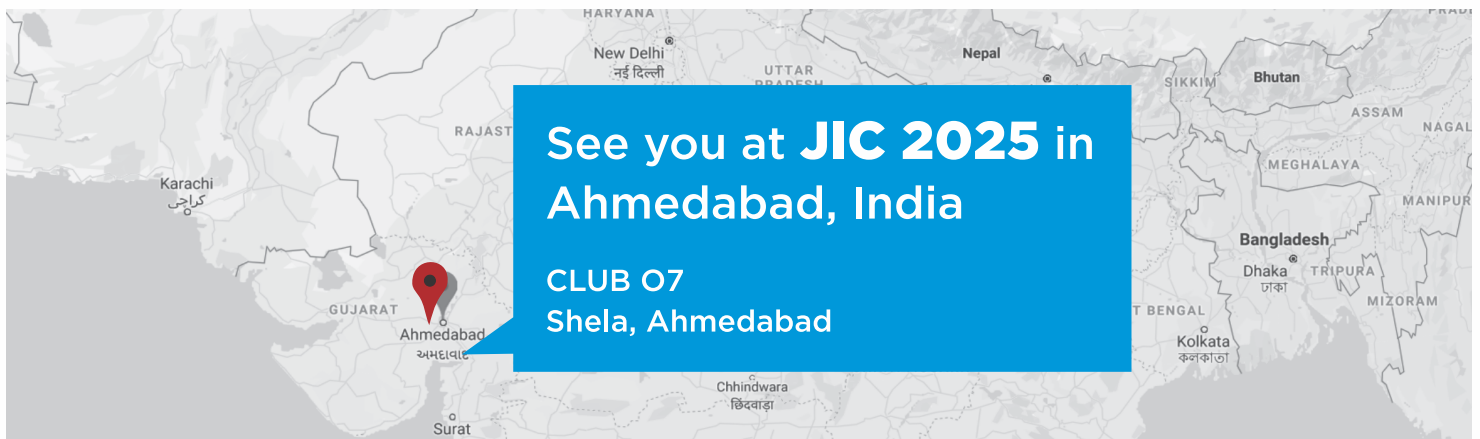 HARYANA
New Delhi
नई दिल्ली
UTTAR
PRADESH
Nepal
SIKKIM
Bhutan
ASSAM
NAGAL
MEGHALAYA
MANIPUR
RAJAST
Karachi
کراچی
See you at JIC 2025 in
Ahmedabad, India
CLUB O7
Shela, Ahmedabad
Bangladesh
Dhaka
ঢাকা
TRIPURA
MIZORAM
GUJARAT
Ahmedabad
અમદાવાદ
T BENGAL
Kolkata
কলকাতা
Chhindwara
छिंदवाड़ा
Surat